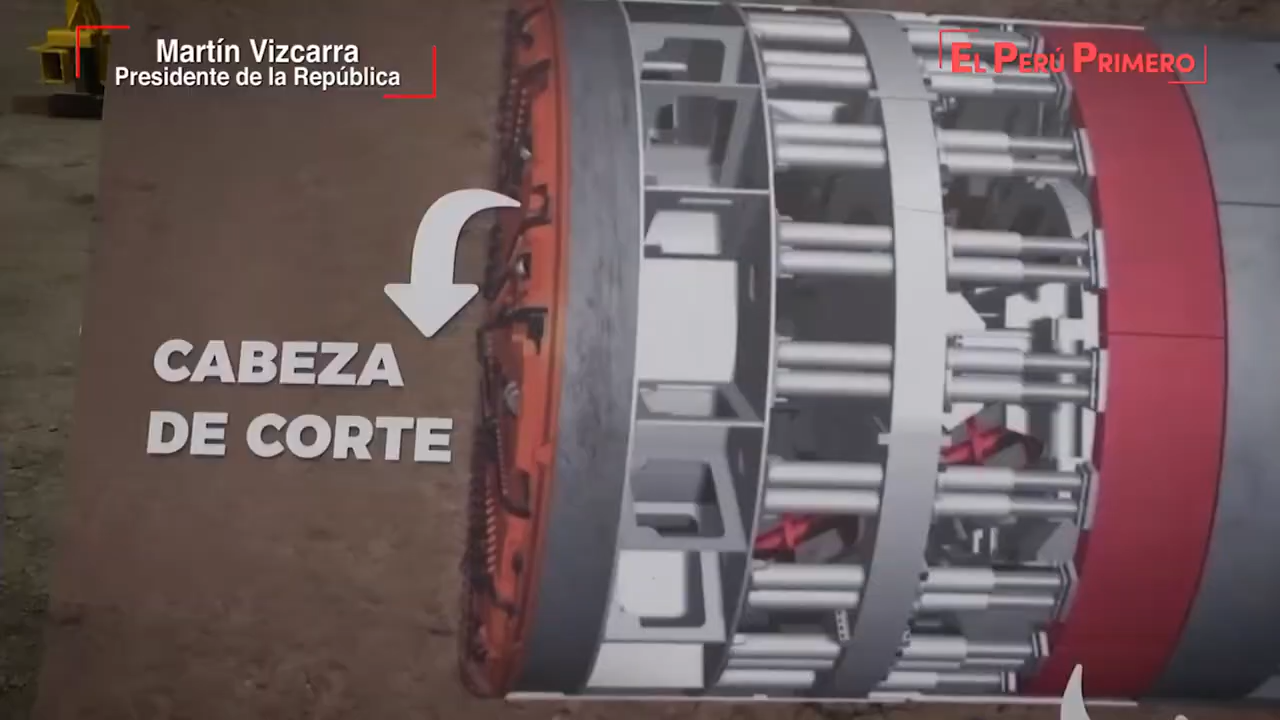 Martín Vizcarra
Presidente de la República
EL PERÚ PRIMERO
CABEZA
DE CORTE